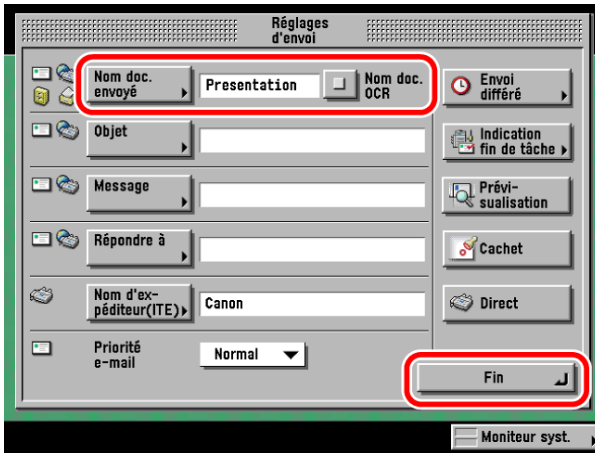 Réglages
d'envoi
Nom doc.
envoyé
Presentation
Nom doc.
OCR
Envoi
différé
Objet
Indication
fin de tâche
Message
Prévi-
sualisation
Répondre à
Cachet
Nom d'ex-
péditeur(ITE)
Canon
Direct
Priorité
e-mail
Normal
Fin
Moniteur syst.